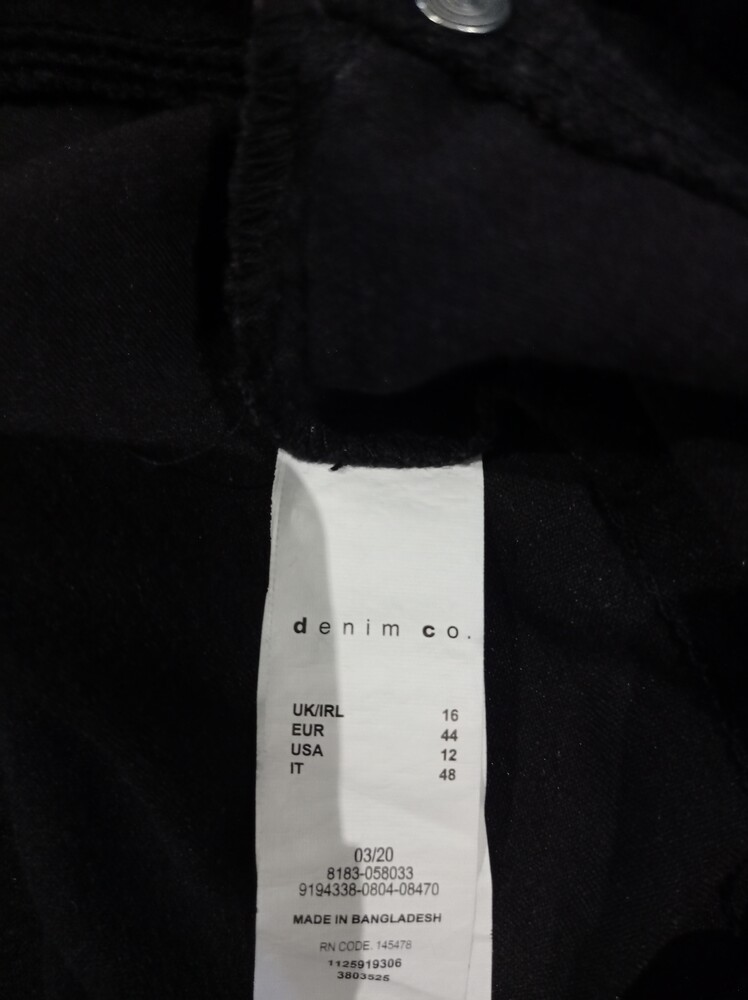 denim co.
UK/IRL 16
EUR 44
USA 12
IT 48
03/20
8183-058033
9194338-0804-08470
MADE IN BANGLADESH
RN CODE. 145478
1125919306
3803525